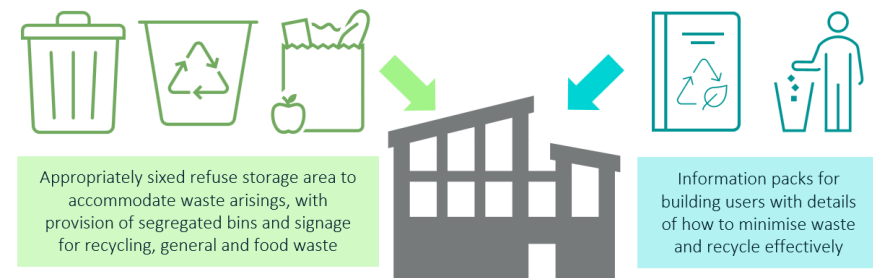 Appropriately sixed refuse storage area to
accommodate waste arisings, with
provision of segregated bins and signage
for recycling, general and food waste
Information packs for
building users with details
of how to minimise waste
and recycle effectively